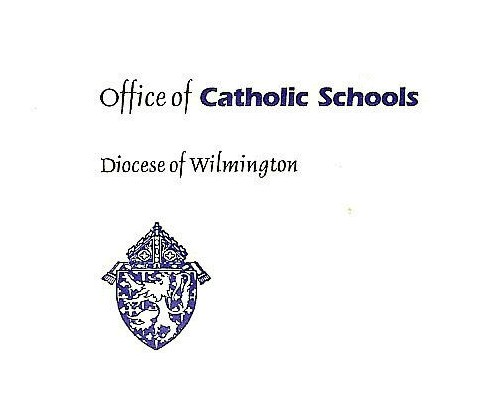 Office of Catholic Schools
Diocese of Wilmington